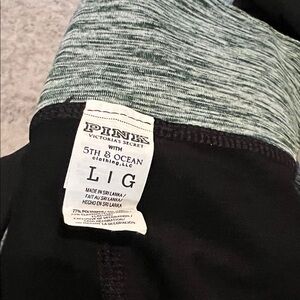 PINK
VICTORIA'S SECRET
WITH
5TH & OCEAN
clothing, LLC
L | G
MADE IN SRI LANKA /
FAIT AU SRI LANKA /
HECHO EN SRI LANKA